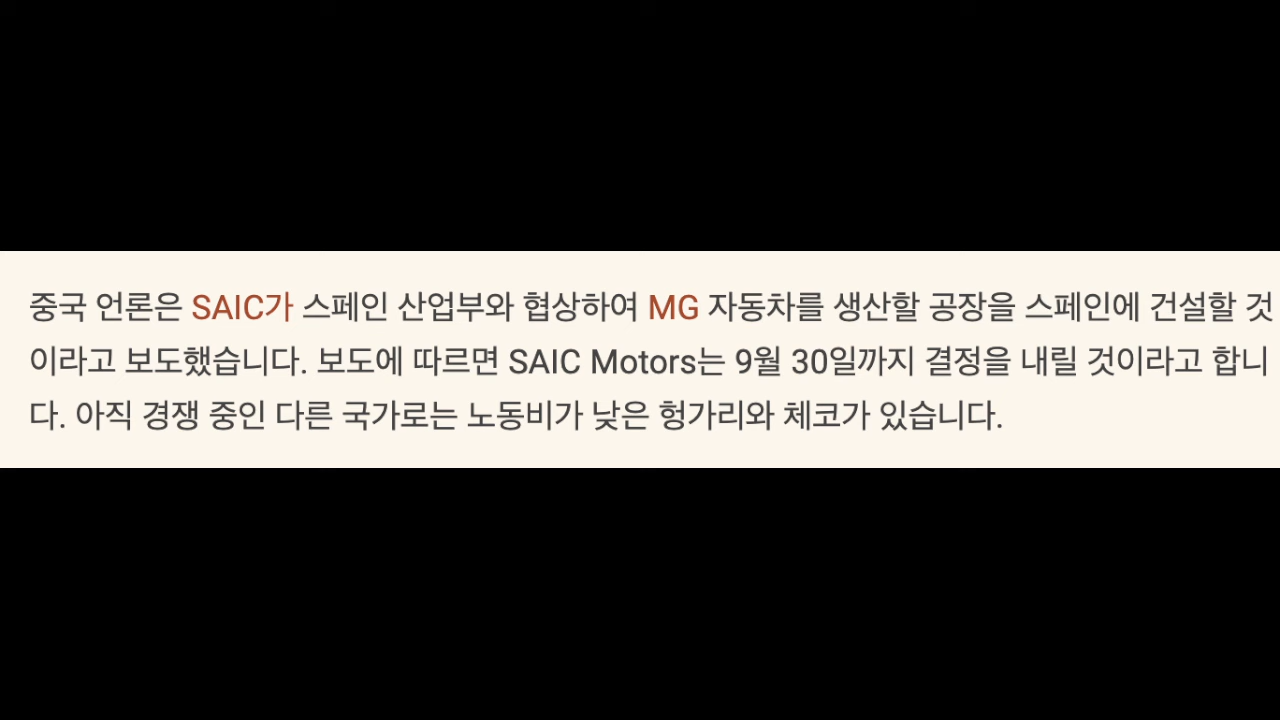 중국 언론은 SAIC가 스페인 산업부와 협상하여 MG 자동차를 생산할 공장을 스페인에 건설할 것
이라고 보도했습니다. 보도에 따르면 SAIC Motors는 9월 30일까지 결정을 내릴 것이라고 합니
다. 아직 경쟁 중인 다른 국가로는 노동비가 낮은 헝가리와 체코가 있습니다.